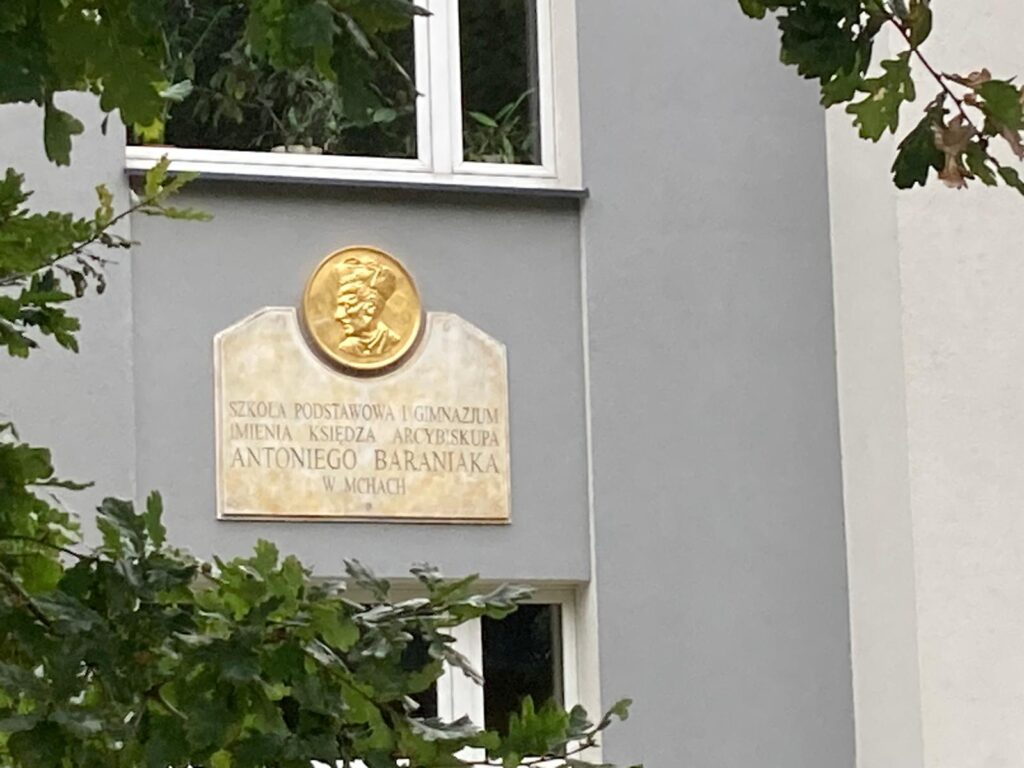 SZKOŁA PODSTAWOWA I GIMNAZJUM
IMIENIA KSIĘDZA ARCYBISKUPA
ANTONIEGO BARANIAKA
W MCHACH